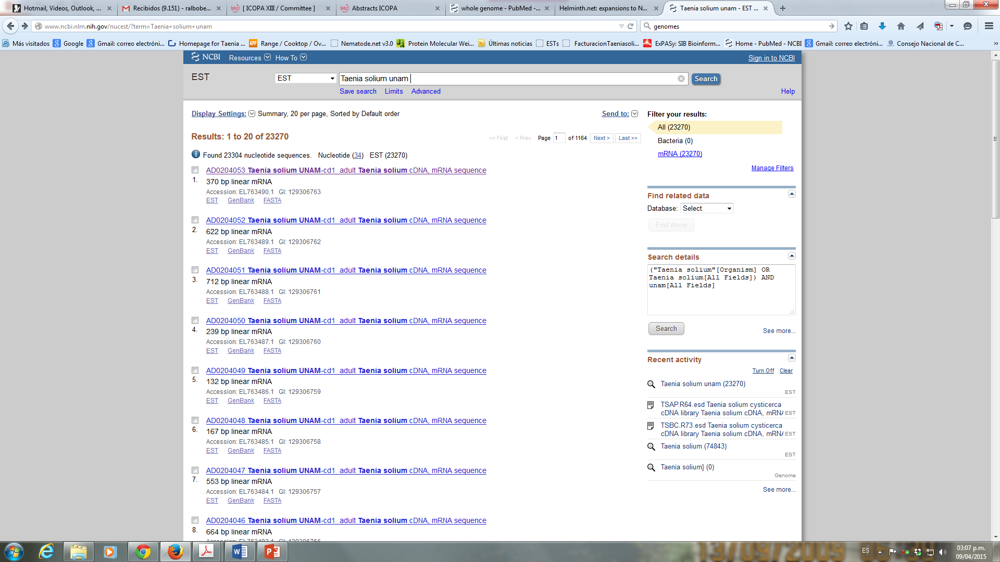 Hotmail, Videos, Outlook, ...
Recibidos (9.151) - ralbobe...
[ ICOPA XIII / Committee ]
Abstracts ICOPA
whole genome - PubMed -...
Helminth.net: expansions to N...
Taenia solium unam - EST ...
www.ncbi.nlm.nih.gov/nucest/?term=Taenia+solium+unam
genomes
Más visitados
Google
Gmail: correo electróni...
Homepage for Taenia ...
Range / Cooktop / Ov...
Nematode.net v3.0
Protein Molecular Wei...
Últimas noticias
ESTs
FacturacionTaeniasoli...
ExPASy: SIB Bioinform...
Home - PubMed - NCBI
Gmail: correo electróni...
Consejo Nacional de C...
NCBI Resources How To Sign in to NCBI
EST EST Taenia solium unam Search
Save search Limits Advanced Help
Display Settings: Summary, 20 per page, Sorted by Default order Send to:
Results: 1 to 20 of 23270
<< First < Prev Page 1 of 1164 Next > Last >>
Found 23304 nucleotide sequences. Nucleotide (34) EST (23270)
AD0204053 Taenia solium UNAM-cd1 adult Taenia solium cDNA, mRNA sequence
1. 370 bp linear mRNA
Accession: EL763490.1 GI: 129306763
EST GenBank FASTA
AD0204052 Taenia solium UNAM-cd1 adult Taenia solium cDNA, mRNA sequence
2. 622 bp linear mRNA
Accession: EL763489.1 GI: 129306762
EST GenBank FASTA
AD0204051 Taenia solium UNAM-cd1 adult Taenia solium cDNA, mRNA sequence
3. 712 bp linear mRNA
Accession: EL763488.1 GI: 129306761
EST GenBank FASTA
AD0204050 Taenia solium UNAM-cd1 adult Taenia solium cDNA, mRNA sequence
4. 239 bp linear mRNA
Accession: EL763487.1 GI: 129306760
EST GenBank FASTA
AD0204049 Taenia solium UNAM-cd1 adult Taenia solium cDNA, mRNA sequence
5. 132 bp linear mRNA
Accession: EL763486.1 GI: 129306759
EST GenBank FASTA
AD0204048 Taenia solium UNAM-cd1 adult Taenia solium cDNA, mRNA sequence
6. 167 bp linear mRNA
Accession: EL763485.1 GI: 129306758
EST GenBank FASTA
AD0204047 Taenia solium UNAM-cd1 adult Taenia solium cDNA, mRNA sequence
7. 553 bp linear mRNA
Accession: EL763484.1 GI: 129306757
EST GenBank FASTA
AD0204046 Taenia solium UNAM-cd1 adult Taenia solium cDNA, mRNA sequence
8. 664 bp linear mRNA
Filter your results:
All (23270)
Bacteria (0)
mRNA (23270)
Manage Filters
Find related data
Database: Select
Find items
Search details
("Taenia solium"[Organism] OR
Taenia solium[All Fields]) AND
unam[All Fields]
Search See more...
Recent activity
Turn Off Clear
Taenia solium unam (23270)
EST
TSAP.R64.esd Taenia solium cysticerca
cDNA library Taenia solium cDNA, mRNA EST
TSBC.R73.esd Taenia solium cysticerca
cDNA library Taenia solium cDNA, mRNA EST
Taenia solium (74843)
EST
Taenia solium} (0)
Genome
See more...
13/09/2009
ES
03:07 p.m.
09/04/2015